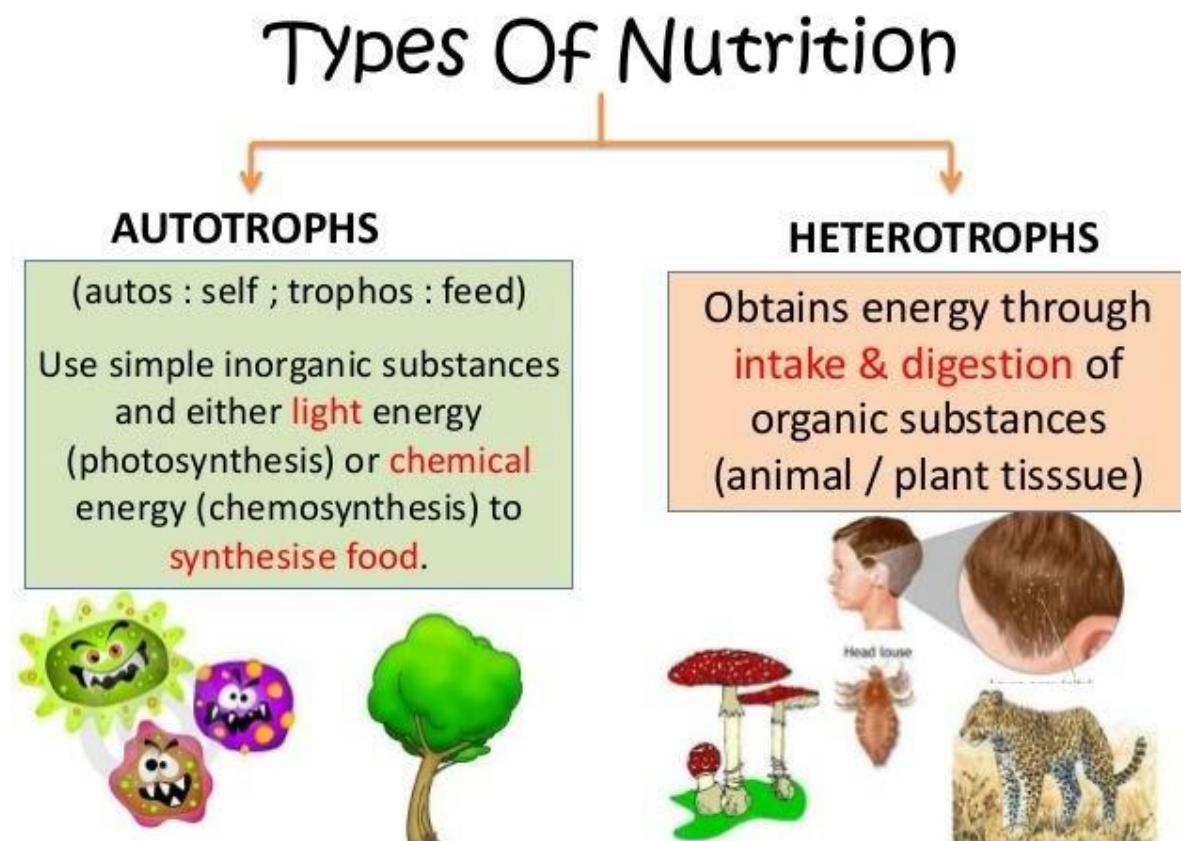 Types Of Nutrition
AUTOTROPHS
(autos : self ; trophos : feed)
Use simple inorganic substances
and either light energy
(photosynthesis) or chemical
energy (chemosynthesis) to
synthesise food.
HETEROTROPHS
Obtains energy through
intake & digestion of
organic substances
(animal / plant tisssue)
Head louse